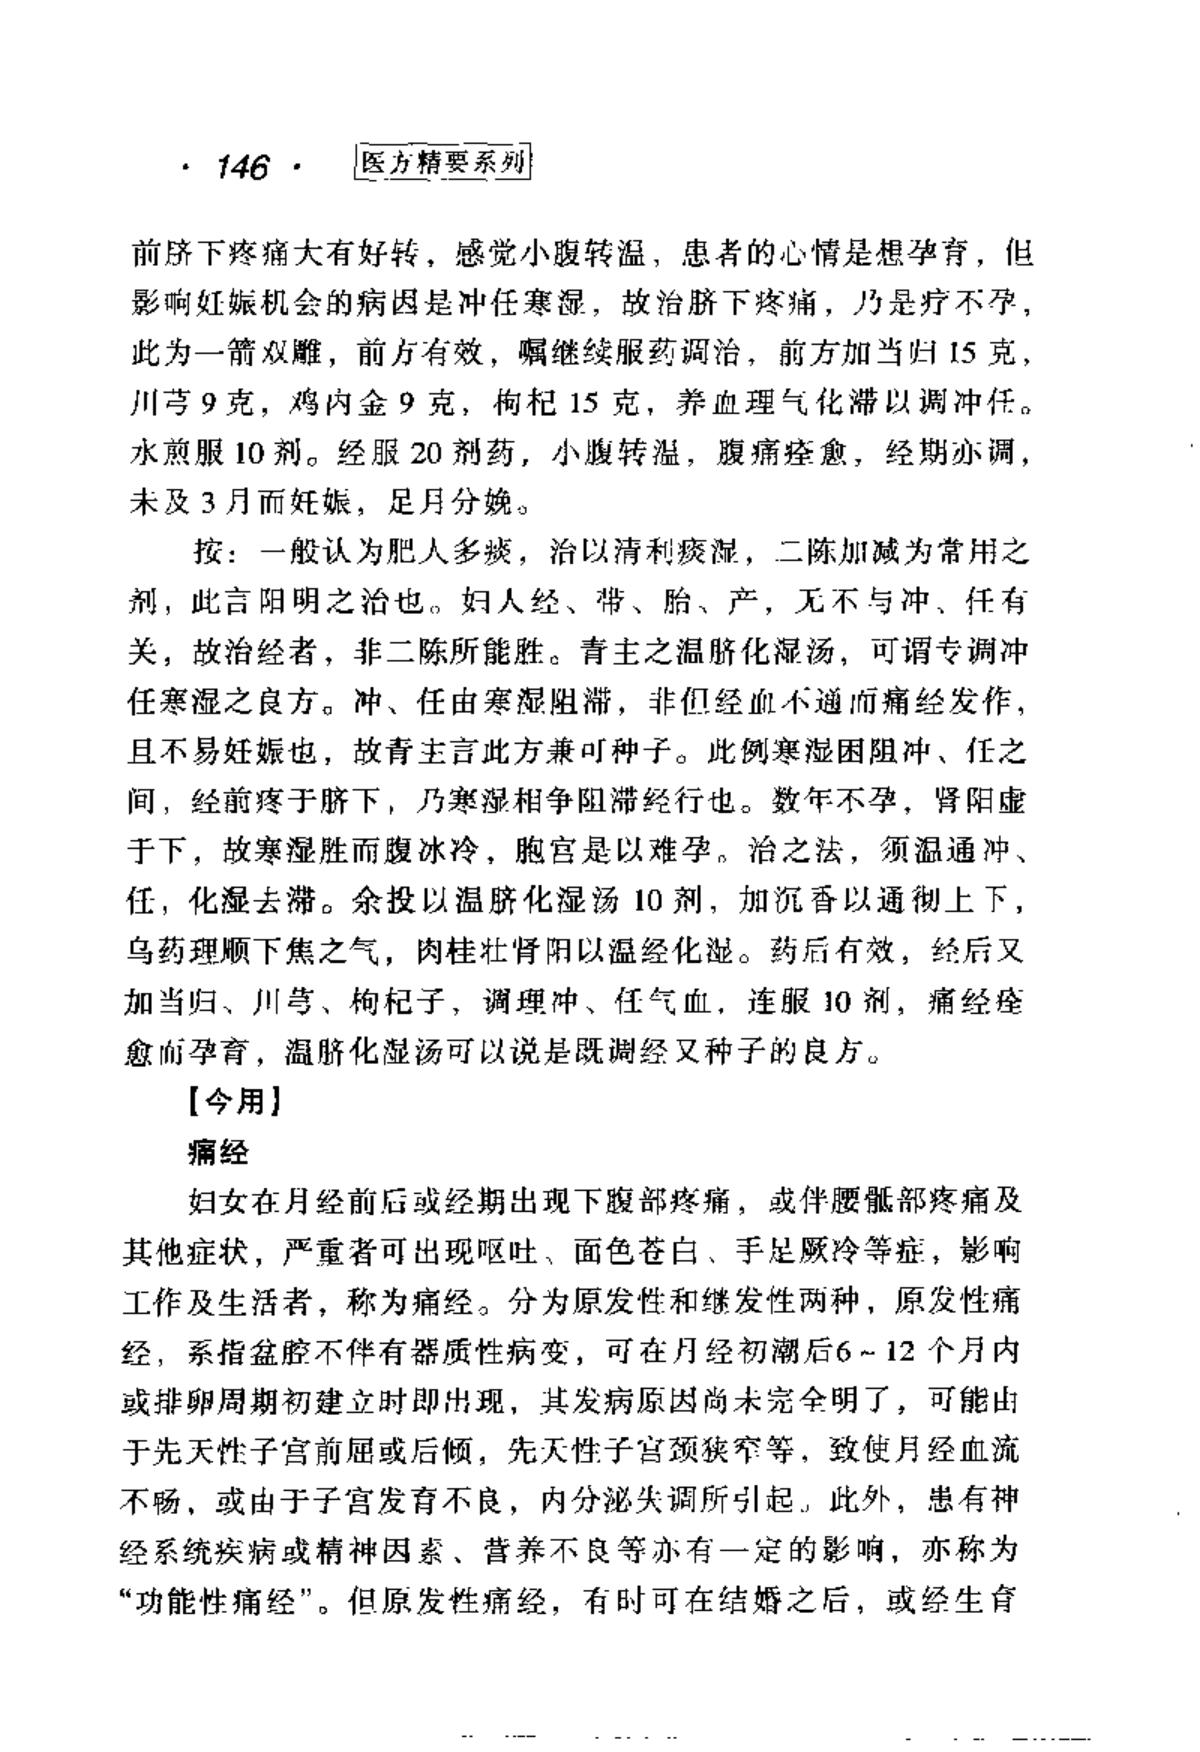 · 146 · 医方精要系列
前脐下疼痛大有好转，感觉小腹转温，患者的心情是想孕育，但
影响妊娠机会的病因是冲任寒湿，故治脐下疼痛，乃是疗不孕，
此为一箭双雕，前方有效，嘱继续服药调治，前方加当归 15 克，
川芎 9 克，鸡内金 9 克，枸杞 15 克，养血理气化滞以调冲任。
水煎服 10 剂。经服 20 剂药，小腹转温，腹痛痊愈，经期亦调，
未及 3 月而妊娠，足月分娩。
按：一般认为肥人多痰，治以清利痰湿，二陈加减为常用之
剂，此言阳明之治也。妇人经、带、胎、产，无不与冲、任有
关，故治经者，非二陈所能胜。青主之温脐化湿汤，可谓专调冲
任寒湿之良方。冲、任由寒湿阻滞，非但经血不通而痛经发作，
且不易妊娠也，故青主言此方兼可种子。此例寒湿困阻冲、任之
间，经前疼于脐下，乃寒湿相争阻滞经行也。数年不孕，肾阳虚
于下，故寒湿胜而腹冰冷，胞宫是以难孕。治之法，须温通冲、
任，化湿去滞。余投以温脐化湿汤 10 剂，加沉香以通彻上下，
乌药理顺下焦之气，肉桂壮肾阳以温经化湿。药后有效，经后又
加当归、川芎、枸杞子，调理冲、任气血，连服 10 剂，痛经痊
愈而孕育，温脐化湿汤可以说是既调经又种子的良方。
【今用】
痛经
妇女在月经前后或经期出现下腹部疼痛，或伴腰骶部疼痛及
其他症状，严重者可出现呕吐、面色苍白、手足厥冷等症，影响
工作及生活者，称为痛经。分为原发性和继发性两种，原发性痛
经，系指盆腔不伴有器质性病变，可在月经初潮后6～12 个月内
或排卵周期初建立时即出现，其发病原因尚未完全明了，可能由
于先天性子宫前屈或后倾，先天性子宫颈狭窄等，致使月经血流
不畅，或由于子宫发育不良，内分泌失调所引起。此外，患有神
经系统疾病或精神因素、营养不良等亦有一定的影响，亦称为
“功能性痛经”。但原发性痛经，有时可在结婚之后，或经生育